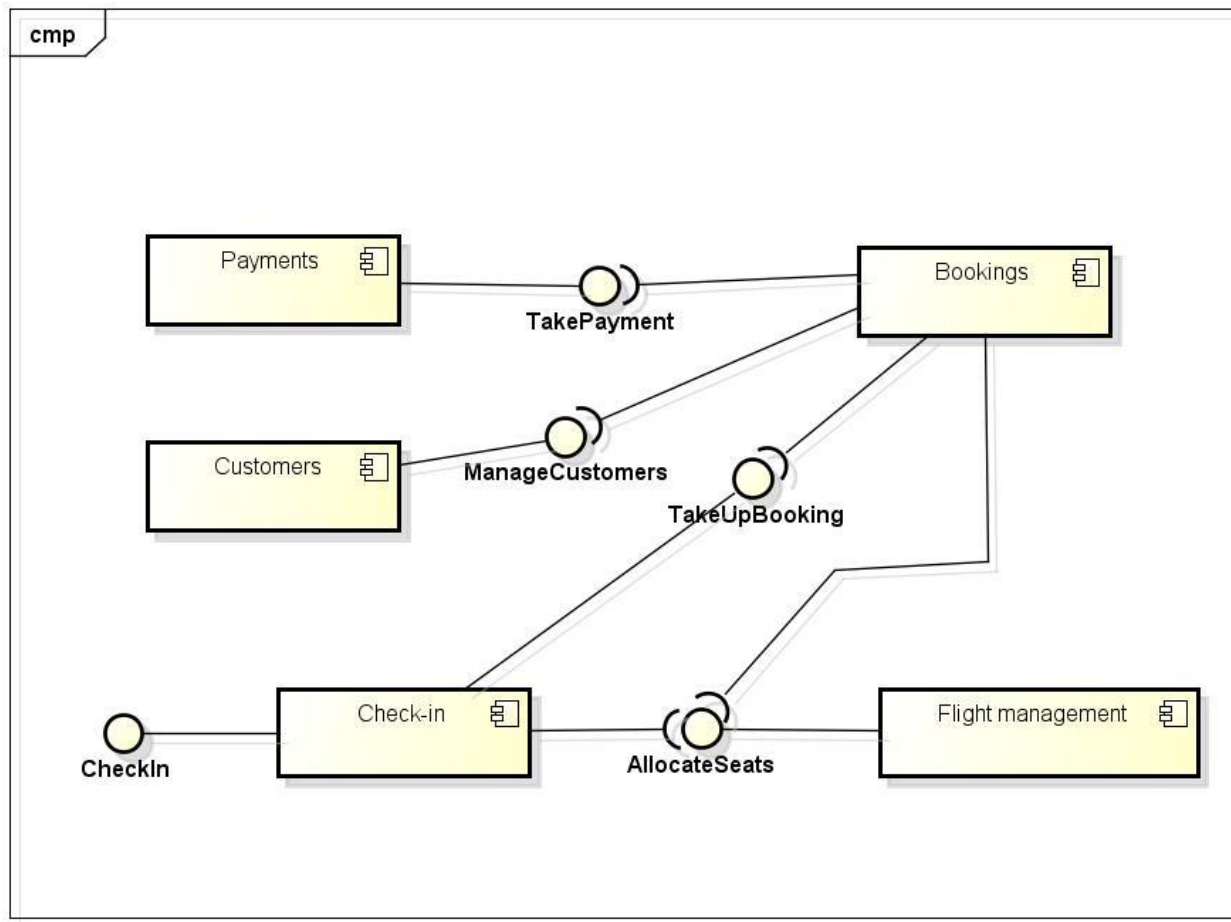 cmp
Payments
Bookings
TakePayment
Customers
ManageCustomers
TakeUpBooking
Check-in
Flight management
CheckIn
AllocateSeats